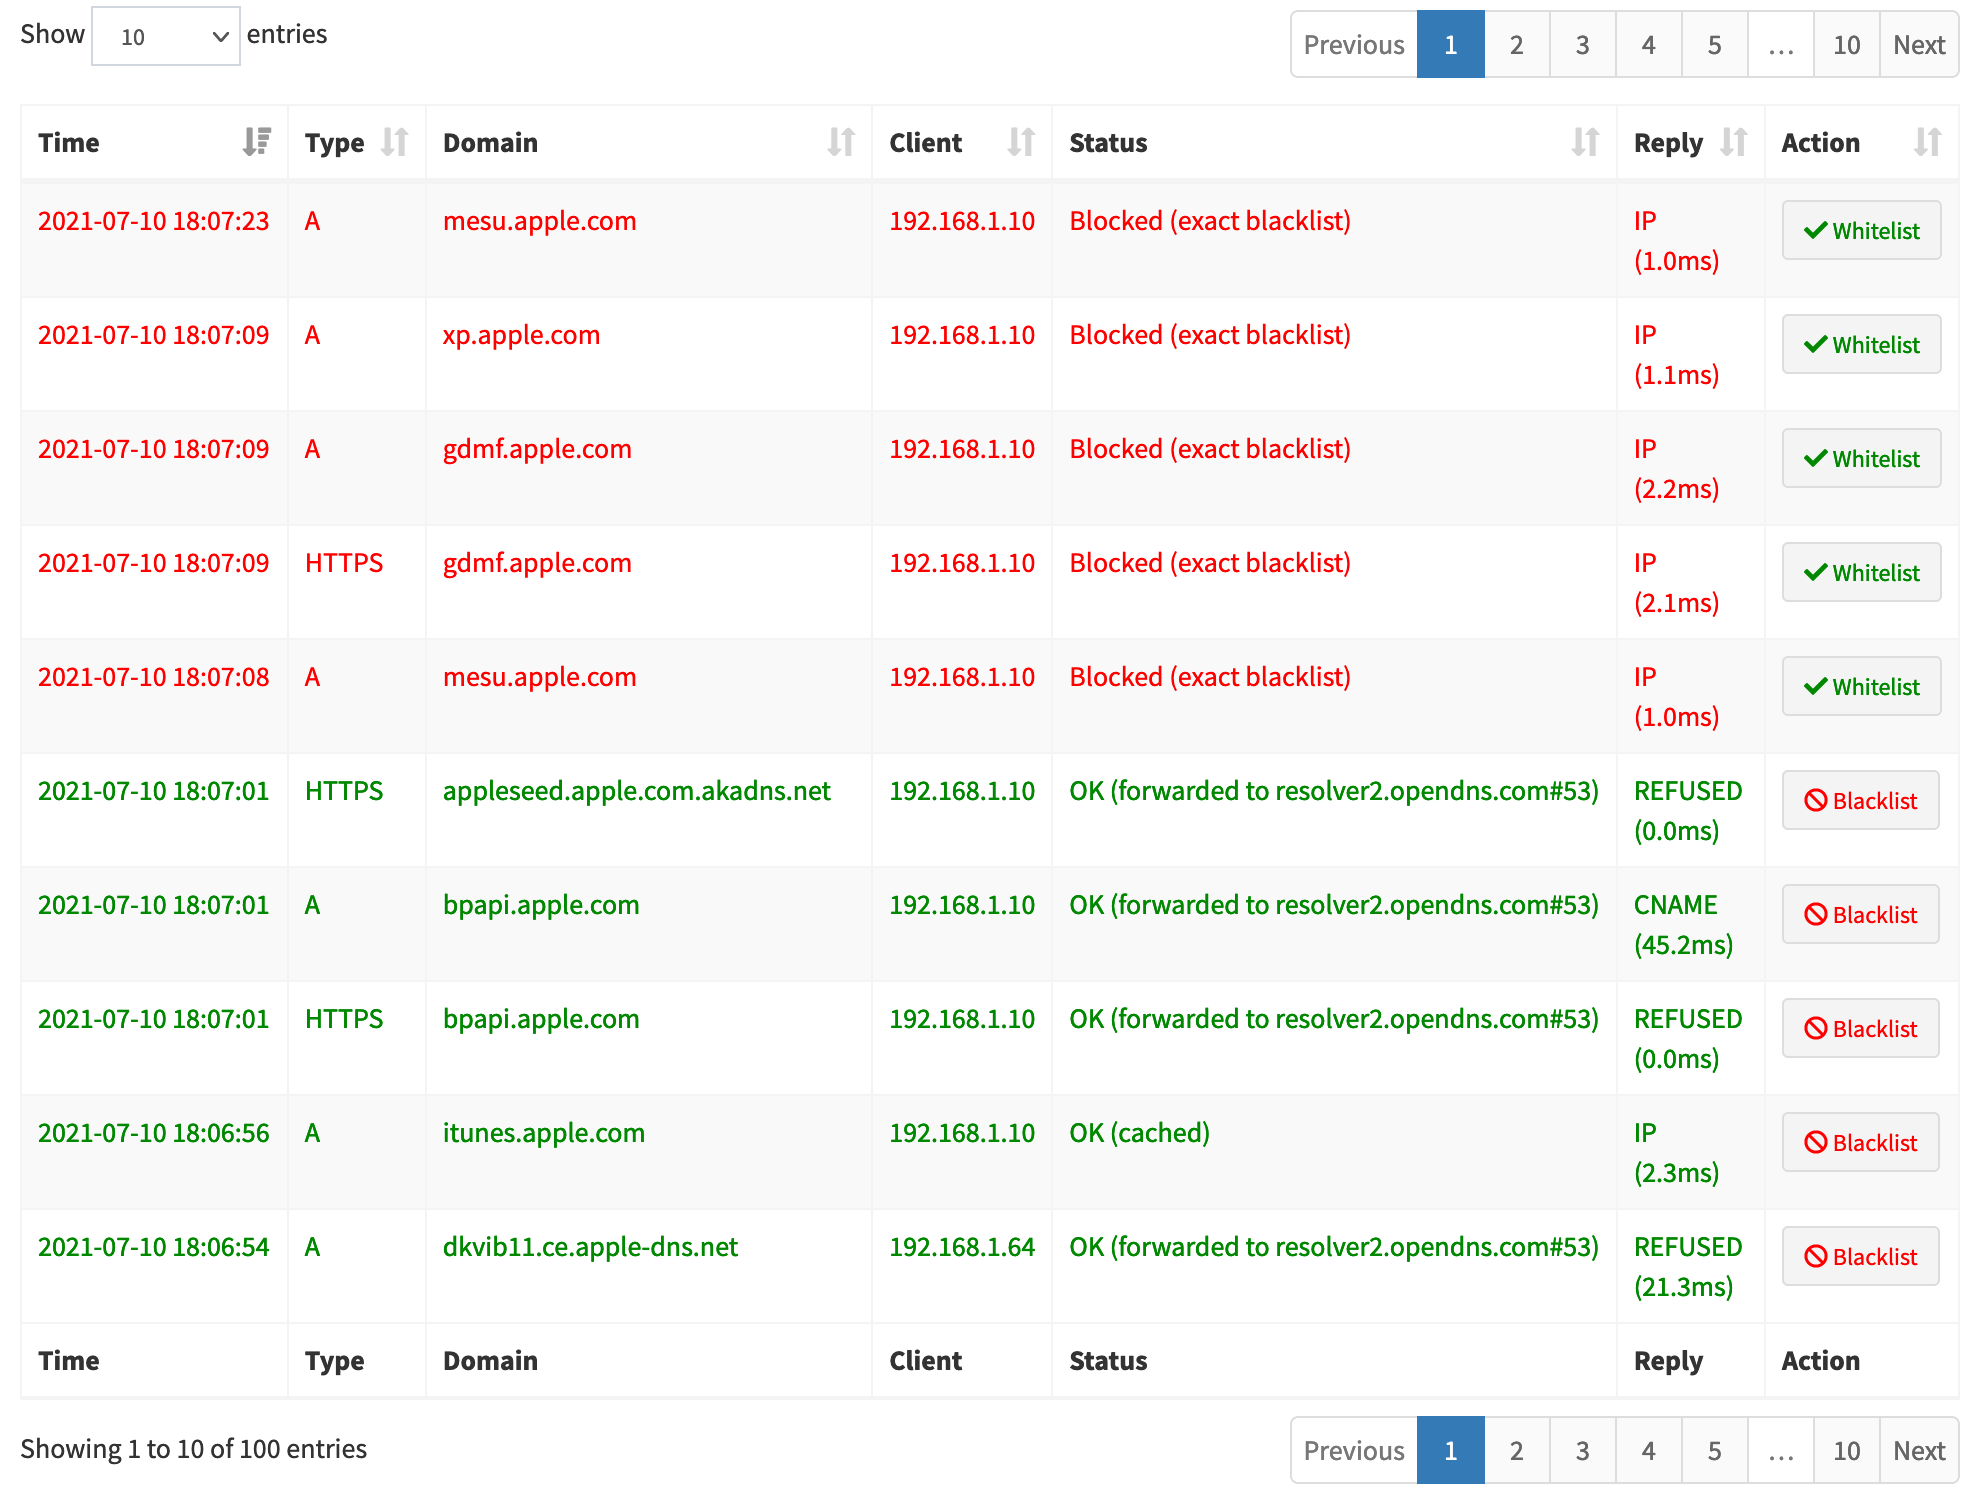 Show 10 entries
Previous 1 2 3 4 5 … 10 Next
Time Type Domain Client Status Reply Action
2021-07-10 18:07:23 A mesu.apple.com 192.168.1.10 Blocked (exact blacklist) IP Whitelist
(1.0ms)
2021-07-10 18:07:09 A xp.apple.com 192.168.1.10 Blocked (exact blacklist) IP Whitelist
(1.1ms)
2021-07-10 18:07:09 A gdmf.apple.com 192.168.1.10 Blocked (exact blacklist) IP Whitelist
(2.2ms)
2021-07-10 18:07:09 HTTPS gdmf.apple.com 192.168.1.10 Blocked (exact blacklist) IP Whitelist
(2.1ms)
2021-07-10 18:07:08 A mesu.apple.com 192.168.1.10 Blocked (exact blacklist) IP Whitelist
(1.0ms)
2021-07-10 18:07:01 HTTPS appleseed.apple.com.akadns.net 192.168.1.10 OK (forwarded to resolver2.opendns.com#53) REFUSED Blacklist
(0.0ms)
2021-07-10 18:07:01 A bpapi.apple.com 192.168.1.10 OK (forwarded to resolver2.opendns.com#53) CNAME Blacklist
(45.2ms)
2021-07-10 18:07:01 HTTPS bpapi.apple.com 192.168.1.10 OK (forwarded to resolver2.opendns.com#53) REFUSED Blacklist
(0.0ms)
2021-07-10 18:06:56 A itunes.apple.com 192.168.1.10 OK (cached) IP Blacklist
(2.3ms)
2021-07-10 18:06:54 A dkvib11.ce.apple-dns.net 192.168.1.64 OK (forwarded to resolver2.opendns.com#53) REFUSED Blacklist
(21.3ms)
Time Type Domain Client Status Reply Action
Showing 1 to 10 of 100 entries
Previous 1 2 3 4 5 … 10 Next